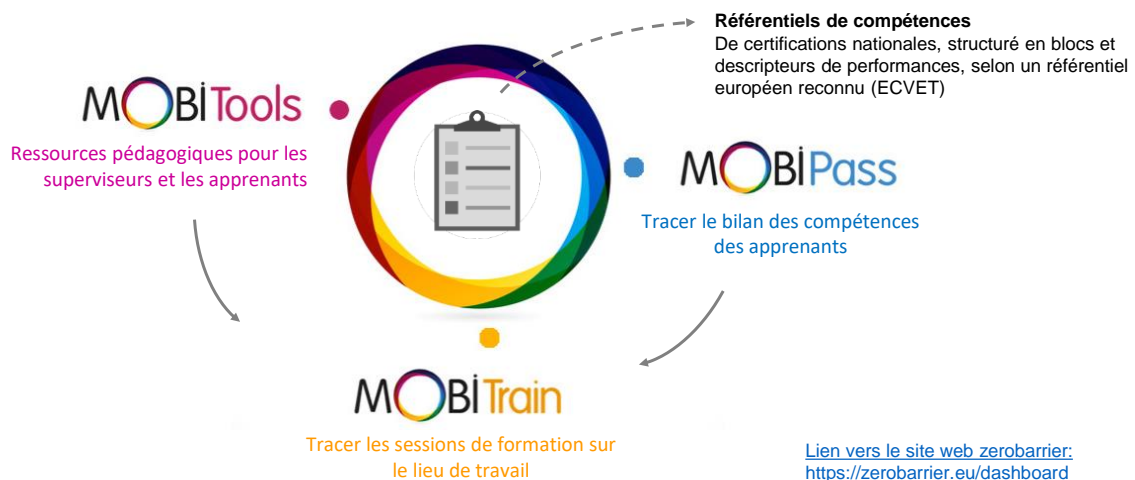 Référentiels de compétences
De certifications nationales, structuré en blocs et
descripteurs de performances, selon un référentiel
européen reconnu (ECVET)
MOBiTools
Ressources pédagogiques pour les
superviseurs et les apprenants
MOBiPass
Tracer le bilan des compétences
des apprenants
MOBiTrain
Tracer les sessions de formation sur
le lieu de travail
Lien vers le site web zerobarrier:
https://zerobarrier.eu/dashboard